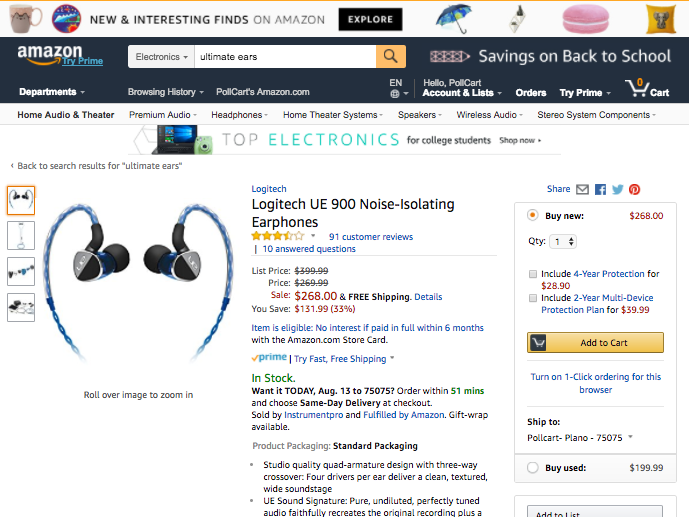 NEW & INTERESTING FINDS ON AMAZON EXPLORE
amazon Try Prime
Electronics ultimate ears
Savings on Back to School
Departments Browsing History PollCart's Amazon.com EN Hello, PollCart Account & Lists Orders Try Prime 0 Cart
Home Audio & Theater Premium Audio Headphones Home Theater Systems Speakers Wireless Audio Stereo System Components
TOP ELECTRONICS for college students Shop now
‹ Back to search results for "ultimate ears"
Logitech
Logitech UE 900 Noise-Isolating
Earphones
91 customer reviews
| 10 answered questions
List Price: $399.99
Price: $269.99
Sale: $268.00 & FREE Shipping. Details
You Save: $131.99 (33%)
Item is eligible: No interest if paid in full within 6 months
with the Amazon.com Store Card.
prime | Try Fast, Free Shipping
In Stock.
Want it TODAY, Aug. 13 to 75075? Order within 51 mins
and choose Same-Day Delivery at checkout.
Sold by Instrumentpro and Fulfilled by Amazon. Gift-wrap
available.
Product Packaging: Standard Packaging
• Studio quality quad-armature design with three-way
crossover: Four drivers per ear deliver a clean, textured,
wide soundstage
• UE Sound Signature: Pure, undiluted, perfectly tuned
audio faithfully recreates the original recording plus a
Roll over image to zoom in
Share
Buy new: $268.00
Qty: 1
Include 4-Year Protection for
$28.90
Include 2-Year Multi-Device
Protection Plan for $39.99
Add to Cart
Turn on 1-Click ordering for this
browser
Ship to:
Pollcart- Plano - 75075
Buy used: $199.99
Add to List